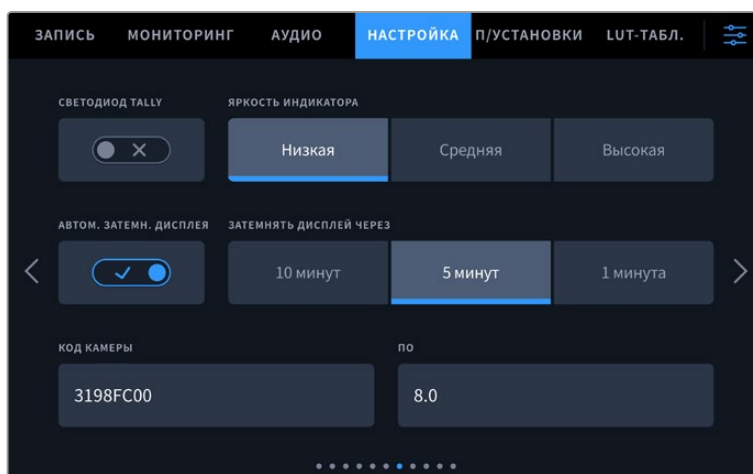 ЗАПИСЬ МОНИТОРИНГ АУДИО НАСТРОЙКА П/УСТАНОВКИ LUT-ТАБЛ.
СВЕТОДИОД TALLY ЯРКОСТЬ ИНДИКАТОРА
Низкая Средняя Высокая
АВТОМ. ЗАТЕМН. ДИСПЛЕЯ ЗАТЕМНЯТЬ ДИСПЛЕЙ ЧЕРЕЗ
10 минут 5 минут 1 минута
КОД КАМЕРЫ ПО
3198FC00 8.0